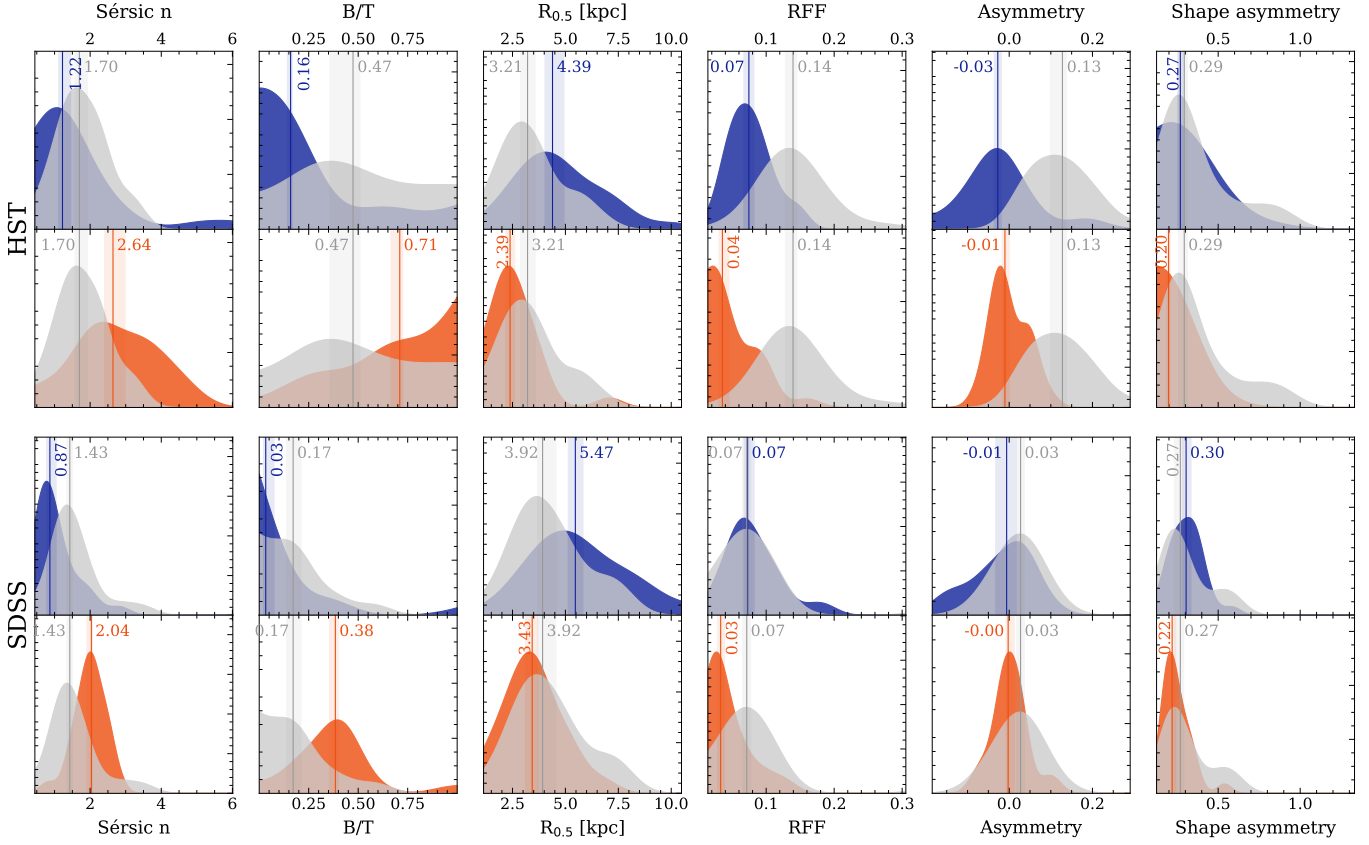 Sérsic n B/T R0.5 [kpc] RFF Asymmetry Shape asymmetry
2 4 6 0.25 0.50 0.75 2.5 5.0 7.5 10.0 0.1 0.2 0.3 0.0 0.2 0.5 1.0
HST
1.22 1.70 0.16 0.47 3.21 4.39 0.07 0.14 -0.03 0.13 0.27 0.29
1.70 2.64 0.47 0.71 2.39 3.21 0.04 0.14 -0.01 0.13 0.20 0.29
SDSS
0.87 1.43 0.03 0.17 3.92 5.47 0.07 0.07 -0.01 0.03 0.27 0.30
1.43 2.04 0.17 0.38 3.43 3.92 0.03 0.07 -0.00 0.03 0.22 0.27
2 4 6 0.25 0.50 0.75 2.5 5.0 7.5 10.0 0.1 0.2 0.3 0.0 0.2 0.5 1.0
Sérsic n B/T R0.5 [kpc] RFF Asymmetry Shape asymmetry